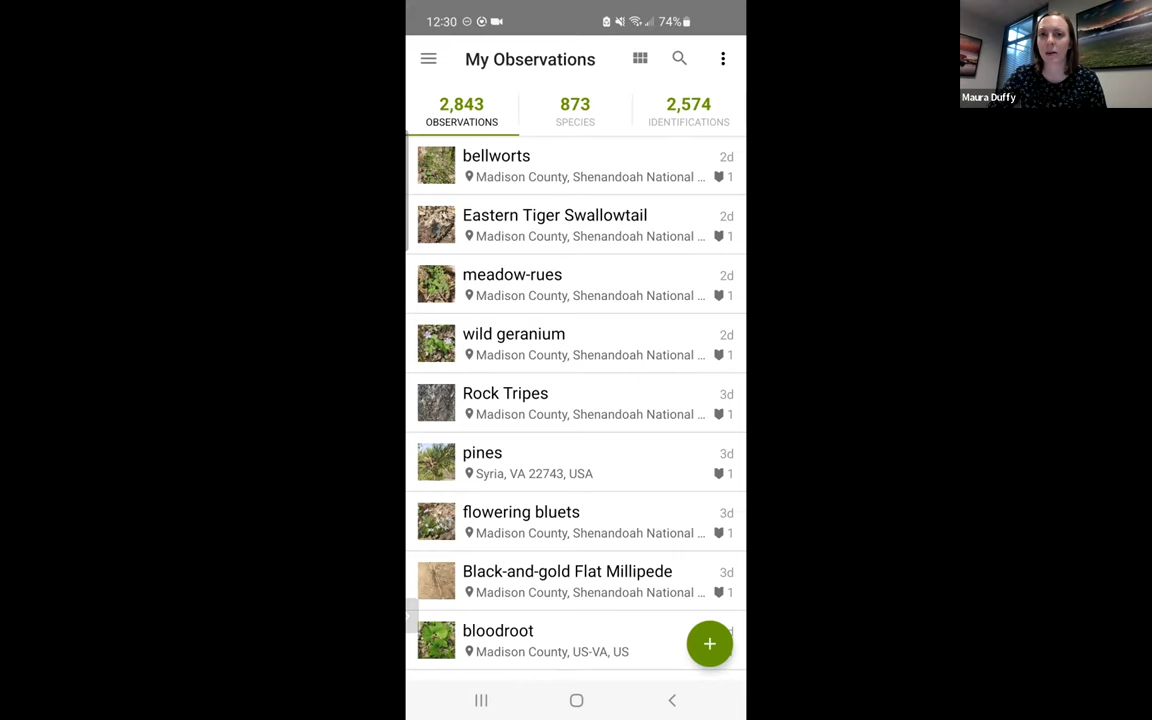 12:30 74%
My Observations
2,843 873 2,574
OBSERVATIONS SPECIES IDENTIFICATIONS
bellworts 2d
Madison County, Shenandoah National ... 1
Eastern Tiger Swallowtail 2d
Madison County, Shenandoah National ... 1
meadow-rues 2d
Madison County, Shenandoah National ... 1
wild geranium 2d
Madison County, Shenandoah National ... 1
Rock Tripes 3d
Madison County, Shenandoah National ... 1
pines 3d
Syria, VA 22743, USA 1
flowering bluets 3d
Madison County, Shenandoah National ... 1
Black-and-gold Flat Millipede 3d
Madison County, Shenandoah National ... 1
bloodroot
Madison County, US-VA, US
+
Maura Duffy